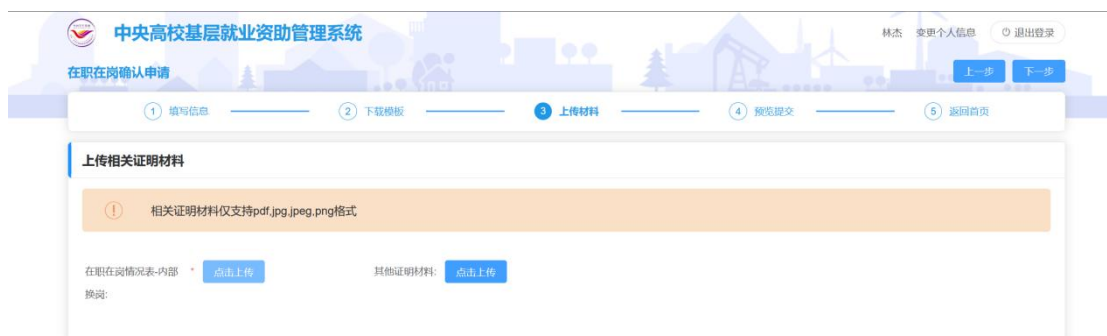 中央高校基层就业资助管理系统
林杰 变更个人信息 退出登录
在职在岗确认申请
上一步 下一步
1 填写信息 2 下载模板 3 上传材料 4 预览提交 5 返回首页
上传相关证明材料
! 相关证明材料仅支持pdf,jpg,jpeg,png格式
在职在岗情况表-内部 * 点击上传 其他证明材料: 点击上传
换岗: